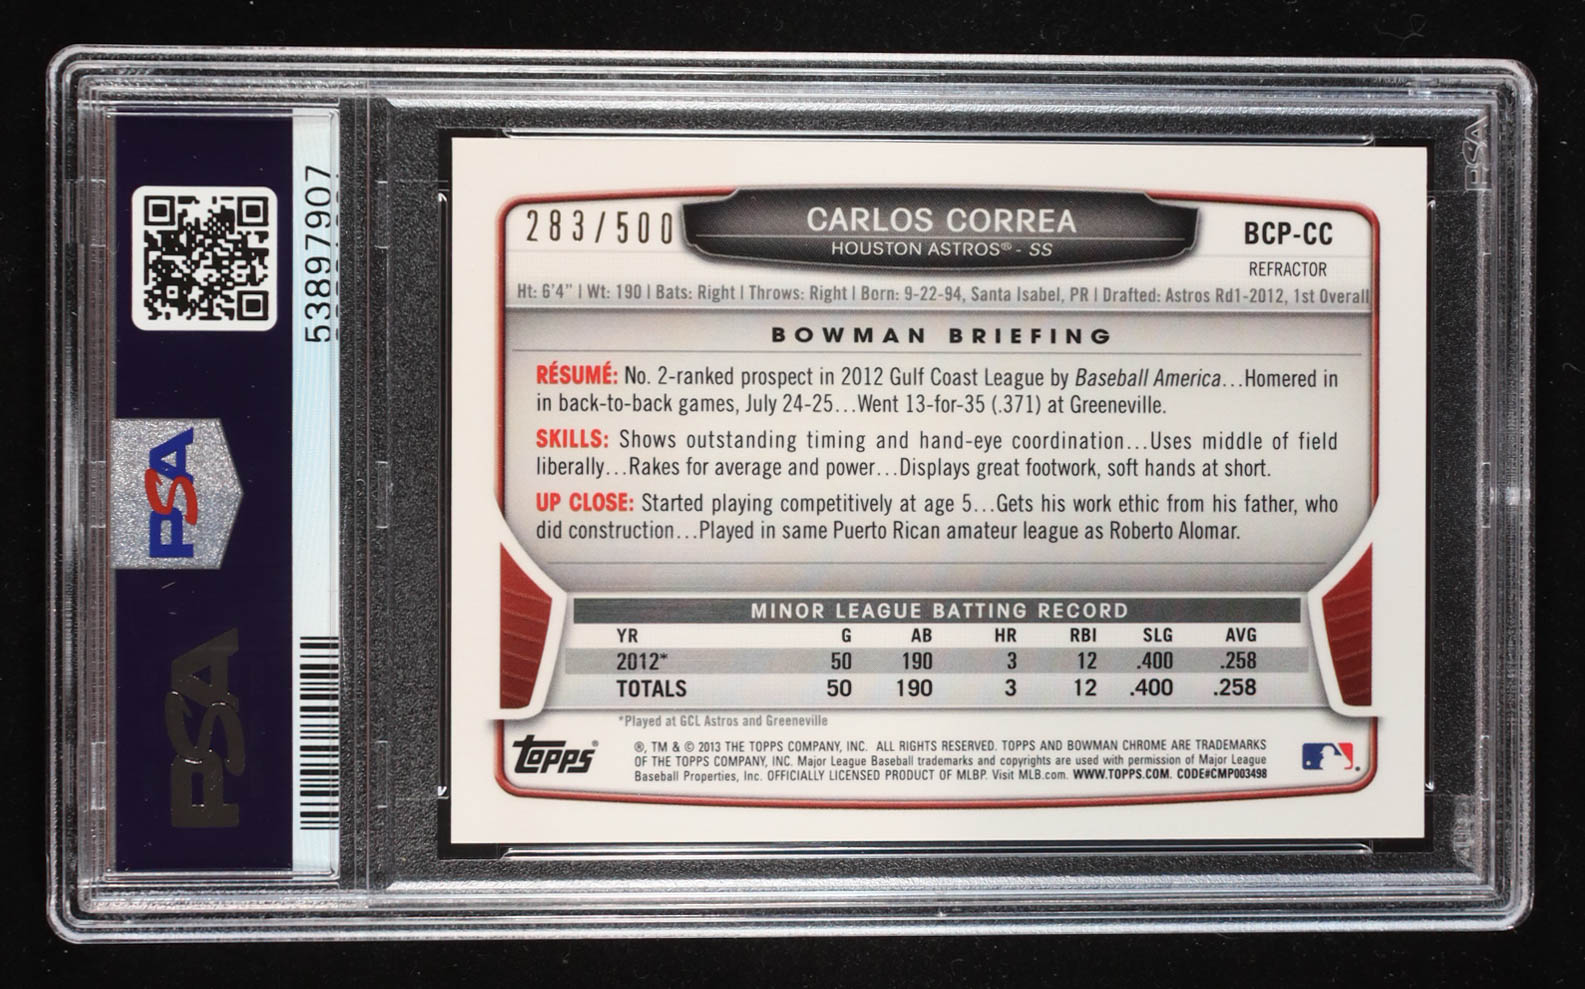 283/500
CARLOS CORREA
HOUSTON ASTROS® - SS
BCP-CC
REFRACTOR
Ht: 6'4" | Wt: 190 | Bats: Right | Throws: Right | Born: 9-22-94, Santa Isabel, PR | Drafted: Astros Rd1-2012, 1st Overall
BOWMAN BRIEFING
RÉSUMÉ: No. 2-ranked prospect in 2012 Gulf Coast League by Baseball America...Homered in
in back-to-back games, July 24-25...Went 13-for-35 (.371) at Greeneville.
SKILLS: Shows outstanding timing and hand-eye coordination...Uses middle of field
liberally...Rakes for average and power...Displays great footwork, soft hands at short.
UP CLOSE: Started playing competitively at age 5...Gets his work ethic from his father, who
did construction...Played in same Puerto Rican amateur league as Roberto Alomar.
MINOR LEAGUE BATTING RECORD
YR G AB HR RBI SLG AVG
2012* 50 190 3 12 .400 .258
TOTALS 50 190 3 12 .400 .258
*Played at GCL Astros and Greeneville
topps®
®, TM & © 2013 THE TOPPS COMPANY, INC. ALL RIGHTS RESERVED. TOPPS AND BOWMAN CHROME ARE TRADEMARKS
OF THE TOPPS COMPANY, INC. Major League Baseball trademarks and copyrights are used with permission of Major League
Baseball Properties, Inc. OFFICIALLY LICENSED PRODUCT OF MLBP. Visit MLB.com. WWW.TOPPS.COM. CODE#CMP003498
53897907
PSA
PSA
PSA